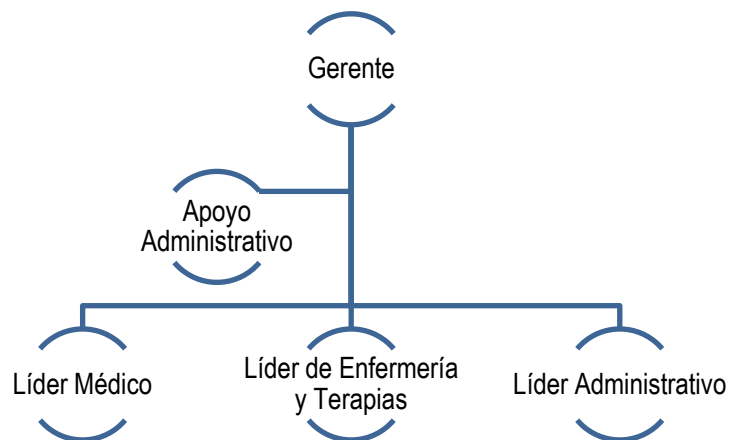 Gerente
Apoyo
Administrativo
Líder Médico
Líder de Enfermería
y Terapias
Líder Administrativo